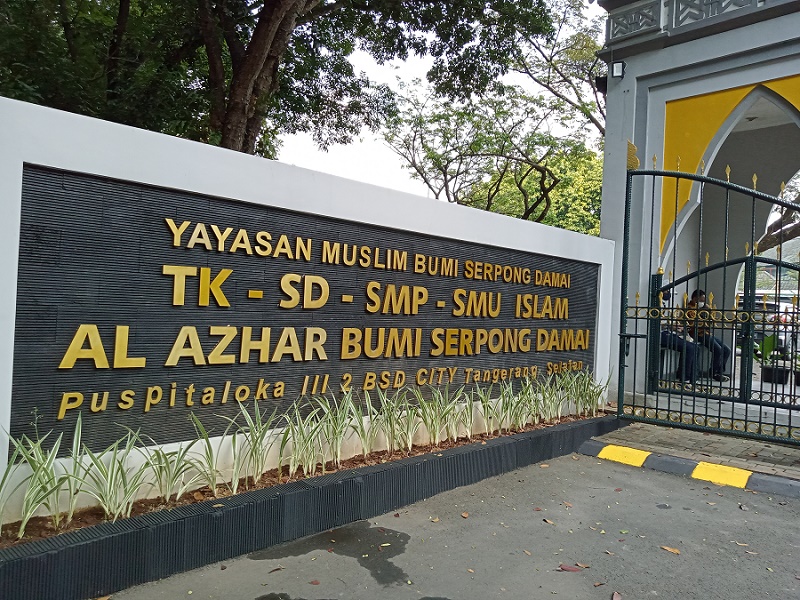 YAYASAN MUSLIM BUMI SERPONG DAMAI
TK - SD - SMP - SMU ISLAM
AL AZHAR BUMI SERPONG DAMAI
Puspitaloka III 2 BSD CITY Tangerang Selatan